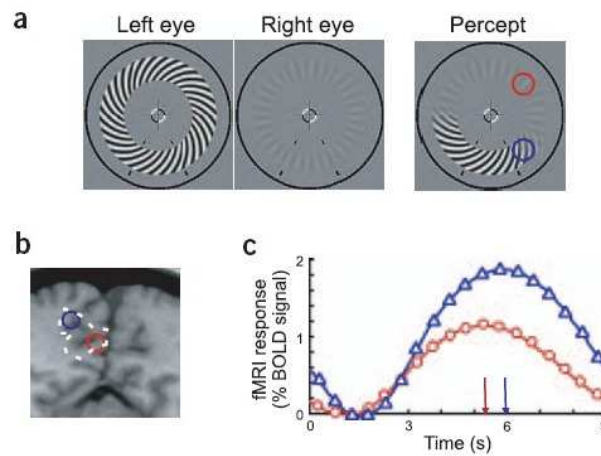 a
Left eye Right eye Percept
b
c
fMRI response
(% BOLD signal)
2
1
0
0 3 6
Time (s)